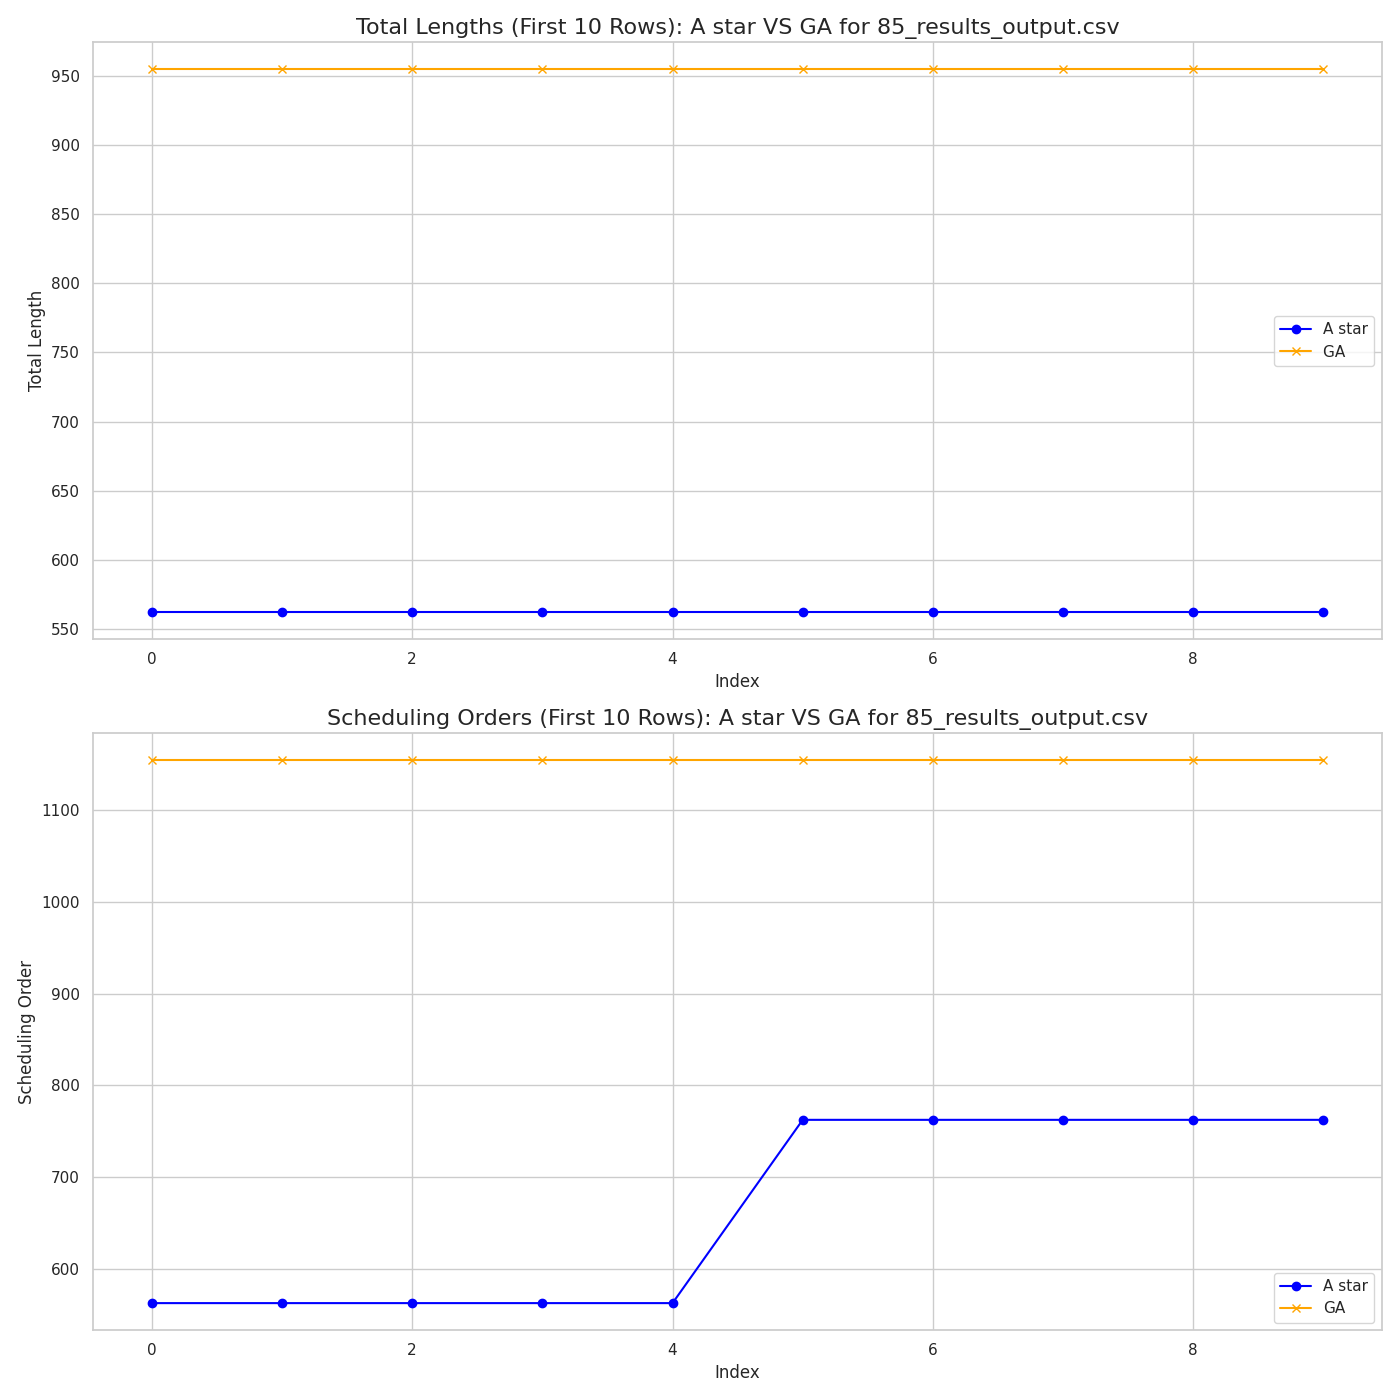 Total Lengths (First 10 Rows): A star VS GA for 85_results_output.csv
950
900
850
800
750
700
650
600
550
Total Length
A star
GA
0 2 4 6 8
Index
Scheduling Orders (First 10 Rows): A star VS GA for 85_results_output.csv
1100
1000
900
800
700
600
Scheduling Order
A star
GA
0 2 4 6 8
Index